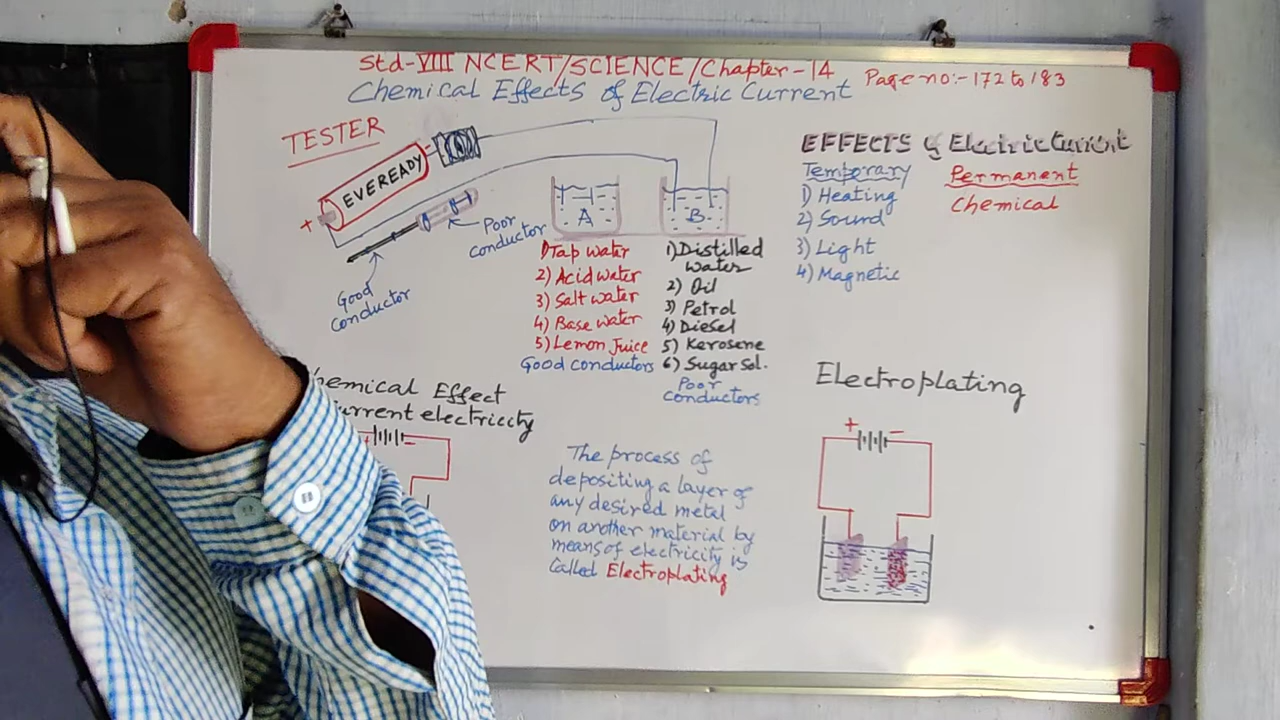 Std-VIII NCERT/SCIENCE/Chapter-14
Page no:- 172 to 183
Chemical Effects of Electric Current
TESTER
EVEREADY
+
-
Good
conductor
Poor
conductor
A
B
1) Tap water
2) Acid water
3) Salt water
4) Base water
5) Lemon Juice
Good conductors
1) Distilled
water
2) Oil
3) Petrol
4) Diesel
5) Kerosene
6) Sugar Sol.
Poor
conductors
EFFECTS of Electric Current
Temporary
1) Heating
2) Sound
3) Light
4) Magnetic
Permanent
Chemical
hemical Effect
urrent electricity
+ -
The process of
depositing a layer of
any desired metal
on another material by
means of electricity is
called Electroplating
Electroplating
+ -